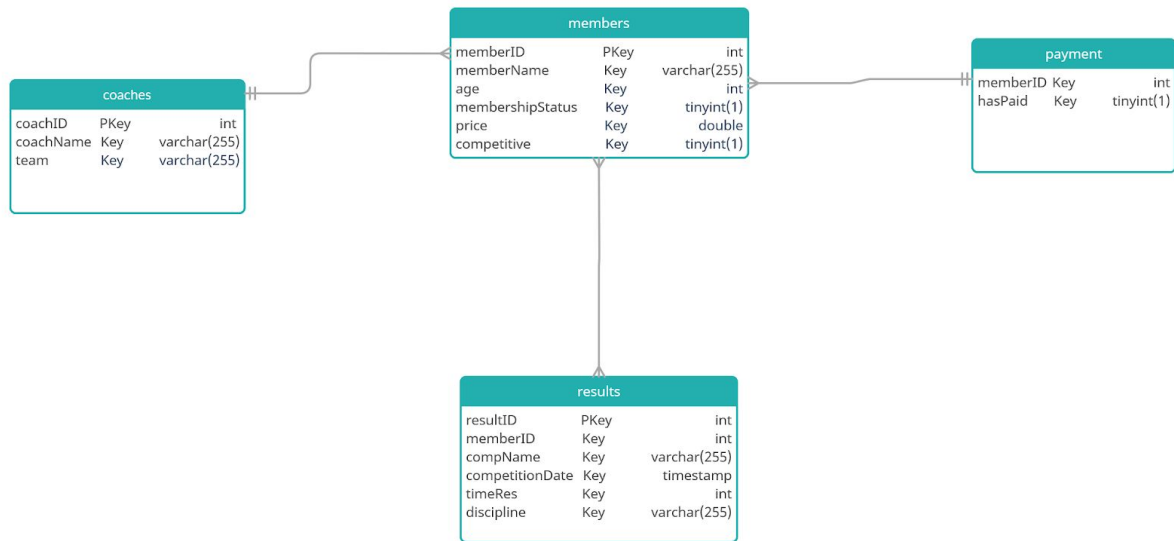 members
memberID PKey int
memberName Key varchar(255)
age Key int
membershipStatus Key tinyint(1)
price Key double
competitive Key tinyint(1)
payment
memberID Key int
hasPaid Key tinyint(1)
coaches
coachID PKey int
coachName Key varchar(255)
team Key varchar(255)
results
resultID PKey int
memberID Key int
compName Key varchar(255)
competitionDate Key timestamp
timeRes Key int
discipline Key varchar(255)